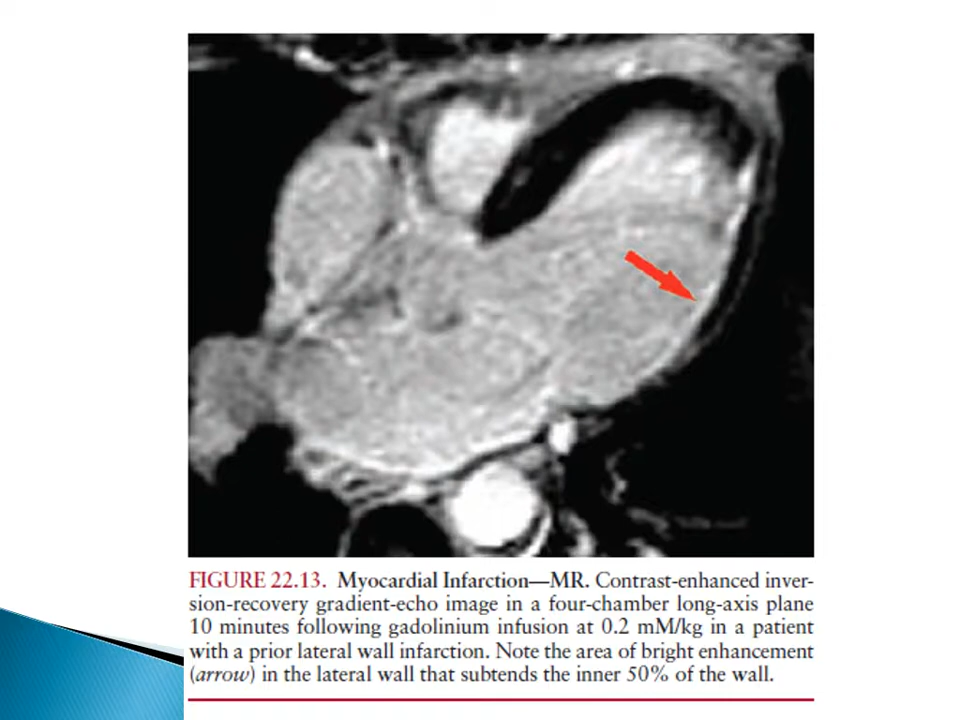 FIGURE 22.13. Myocardial Infarction—MR. Contrast-enhanced inver-
sion-recovery gradient-echo image in a four-chamber long-axis plane
10 minutes following gadolinium infusion at 0.2 mM/kg in a patient
with a prior lateral wall infarction. Note the area of bright enhancement
(arrow) in the lateral wall that subtends the inner 50% of the wall.